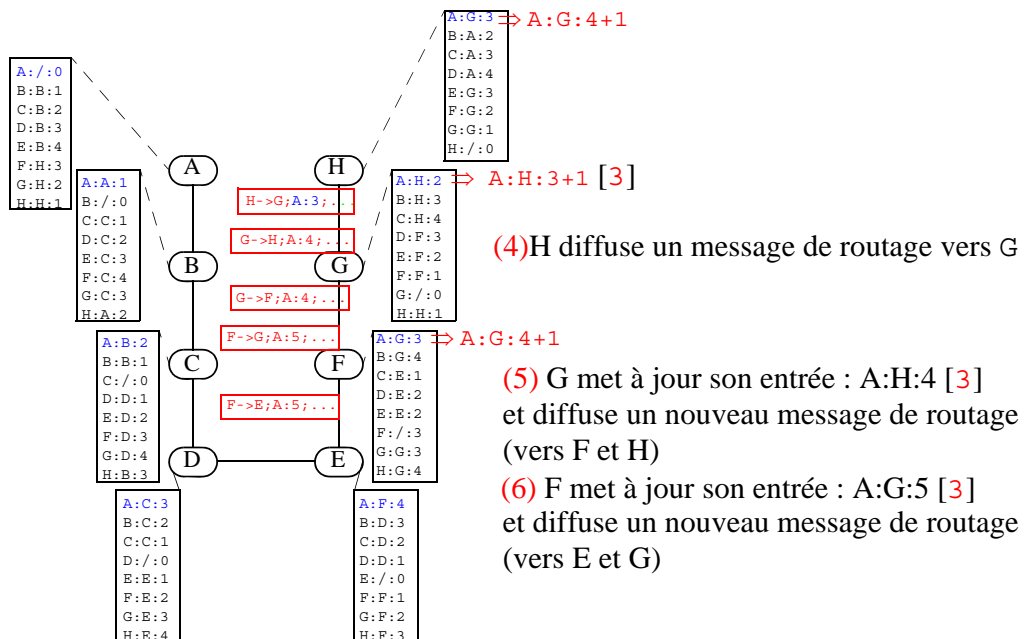 A:/:0
B:B:1
C:B:2
D:B:3
E:B:4
F:H:3
G:H:2
H:H:1
A:G:3 ⇒ A:G:4+1
B:A:2
C:A:3
D:A:4
E:G:3
F:G:2
G:G:1
H:/:0
A
H
A:A:1
B:/:0
C:C:1
D:C:2
E:C:3
F:C:4
G:C:3
H:A:2
H->G;A:3;...
G->H;A:4;...
A:H:2 ⇒ A:H:3+1 [3]
B:H:3
C:H:4
D:F:3
E:F:2
F:F:1
G:/:0
H:H:1
(4)H diffuse un message de routage vers G
B
G
G->F;A:4;...
F->G;A:5;...
A:B:2
B:B:1
C:/:0
D:D:1
E:D:2
F:D:3
G:D:4
H:B:3
A:G:3 ⇒ A:G:4+1
B:G:4
C:E:1
D:E:2
E:E:2
F:/:3
G:G:3
H:G:4
C
F
F->E;A:5;...
(5) G met à jour son entrée : A:H:4 [3]
et diffuse un nouveau message de routage
(vers F et H)
D
E
(6) F met à jour son entrée : A:G:5 [3]
et diffuse un nouveau message de routage
(vers E et G)
A:C:3
B:C:2
C:C:1
D:/:0
E:E:1
F:E:2
G:E:3
H:E:4
A:F:4
B:D:3
C:D:2
D:D:1
E:/:0
F:F:1
G:F:2
H:F:3